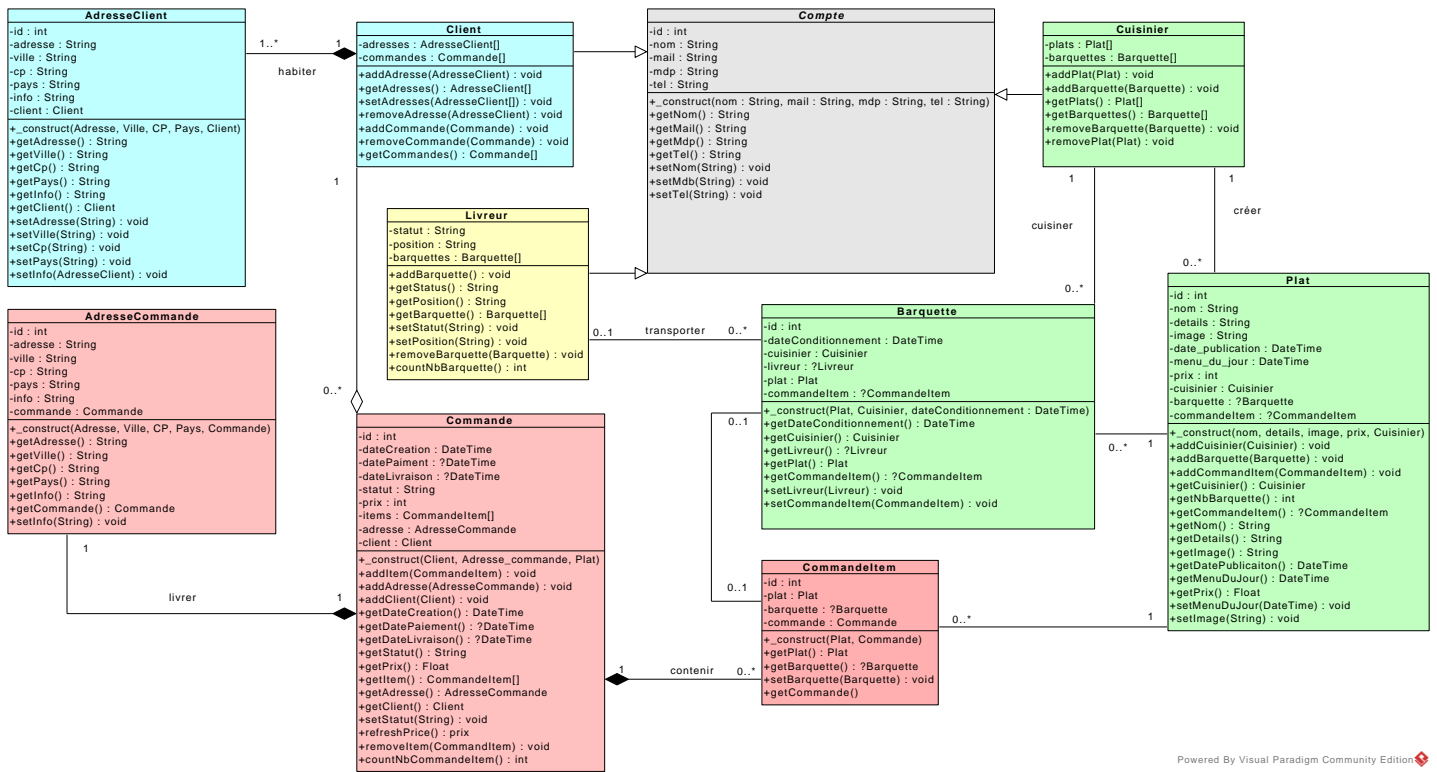 AdresseClient
-id : int
-adresse : String
-ville : String
-cp : String
-pays : String
-info : String
-client : Client
+_construct(Adresse, Ville, CP, Pays, Client)
+getAdresse() : String
+getVille() : String
+getCp() : String
+getPays() : String
+getInfo() : String
+getClient() : Client
+setAdresse(String) : void
+setVille(String) : void
+setCp(String) : void
+setPays(String) : void
+setInfo(AdresseClient) : void
1..*
1
habiter
Client
-adresses : AdresseClient[]
-commandes : Commande[]
+addAdresse(AdresseClient) : void
+getAdresses() : AdresseClient[]
+setAdresses(AdresseClient[]) : void
+removeAdresse(AdresseClient) : void
+addCommande(Commande) : void
+removeCommande(Commande) : void
+getCommandes() : Commande[]
1
0..*
Compte
-id : int
-nom : String
-mail : String
-mdp : String
-tel : String
+_construct(nom : String, mail : String, mdp : String, tel : String)
+getNom() : String
+getMail() : String
+getMdp() : String
+getTel() : String
+setNom(String) : void
+setMdb(String) : void
+setTel(String) : void
Cuisinier
-plats : Plat[]
-barquettes : Barquette[]
+addPlat(Plat) : void
+addBarquette(Barquette) : void
+getPlats() : Plat[]
+getBarquettes() : Barquette[]
+removeBarquette(Barquette) : void
+removePlat(Plat) : void
1
cuisiner
0..*
1
créer
0..*
Livreur
-statut : String
-position : String
-barquettes : Barquette[]
+addBarquette() : void
+getStatus() : String
+getPosition() : String
+getBarquette() : Barquette[]
+setStatut(String) : void
+setPosition(String) : void
+removeBarquette(Barquette) : void
+countNbBarquette() : int
0..1
transporter
0..*
Barquette
-id : int
-dateConditionnement : DateTime
-cuisinier : Cuisinier
-livreur : ?Livreur
-plat : Plat
-commandeItem : ?CommandeItem
+_construct(Plat, Cuisinier, dateConditionnement : DateTime)
+getDateConditionnement() : DateTime
+getCuisinier() : Cuisinier
+getLivreur() : ?Livreur
+getPlat() : Plat
+getCommandeItem() : ?CommandeItem
+setLivreur(Livreur) : void
+setCommandeItem(CommandeItem) : void
0..1
0..1
0..*
1
Plat
-id : int
-nom : String
-details : String
-image : String
-date_publication : DateTime
-menu_du_jour : DateTime
-prix : int
-cuisinier : Cuisinier
-barquette : ?Barquette
-commandeItem : ?CommandeItem
+_construct(nom, details, image, prix, Cuisinier)
+addCuisinier(Cuisinier) : void
+addBarquette(Barquette) : void
+addCommandItem(CommandeItem) : void
+getCuisinier() : Cuisinier
+getNbBarquette() : int
+getCommandeItem() : ?CommandeItem
+getNom() : String
+getDetails() : String
+getImage() : String
+getDatePublicaiton() : DateTime
+getMenuDuJour() : DateTime
+getPrix() : Float
+setMenuDuJour(DateTime) : void
+setImage(String) : void
AdresseCommande
-id : int
-adresse : String
-ville : String
-cp : String
-pays : String
-info : String
-commande : Commande
+_construct(Adresse, Ville, CP, Pays, Commande)
+getAdresse() : String
+getVille() : String
+getCp() : String
+getPays() : String
+getInfo() : String
+getCommande() : Commande
+setInfo(String) : void
1
livrer
1
Commande
-id : int
-dateCreation : DateTime
-datePaiment : ?DateTime
-dateLivraison : ?DateTime
-statut : String
-prix : int
-items : CommandeItem[]
-adresse : AdresseCommande
-client : Client
+_construct(Client, Adresse_commande, Plat)
+addItem(CommandeItem) : void
+addAdresse(AdresseCommande) : void
+addClient(Client) : void
+getDateCreation() : DateTime
+getDatePaiement() : ?DateTime
+getDateLivraison() : ?DateTime
+getStatut() : String
+getPrix() : Float
+getItem() : CommandeItem[]
+getAdresse() : AdresseCommande
+getClient() : Client
+setStatut(String) : void
+refreshPrice() : prix
+removeItem(CommandItem) : void
+countNbCommendeItem() : int
1
contenir
0..*
CommandeItem
-id : int
-plat : Plat
-barquette : ?Barquette
-commande : Commande
+_construct(Plat, Commande)
+getPlat() : Plat
+getBarquette() : ?Barquette
+setBarquette(Barquette) : void
+getCommande()
0..*
1
Powered By Visual Paradigm Community Edition